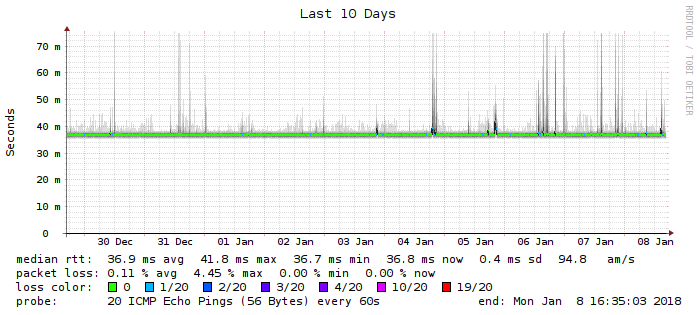 Last 10 Days
RRDTOOL / TOBI OETIKER
Seconds
70 m
60 m
50 m
40 m
30 m
20 m
10 m
0
30 Dec 31 Dec 01 Jan 02 Jan 03 Jan 04 Jan 05 Jan 06 Jan 07 Jan 08 Jan
median rtt: 36.9 ms avg 41.8 ms max 36.7 ms min 36.8 ms now 0.4 ms sd 94.8 am/s
packet loss: 0.11 % avg 4.45 % max 0.00 % min 0.00 % now
loss color: 0 1/20 2/20 3/20 4/20 10/20 19/20
probe: 20 ICMP Echo Pings (56 Bytes) every 60s end: Mon Jan 8 16:35:03 2018